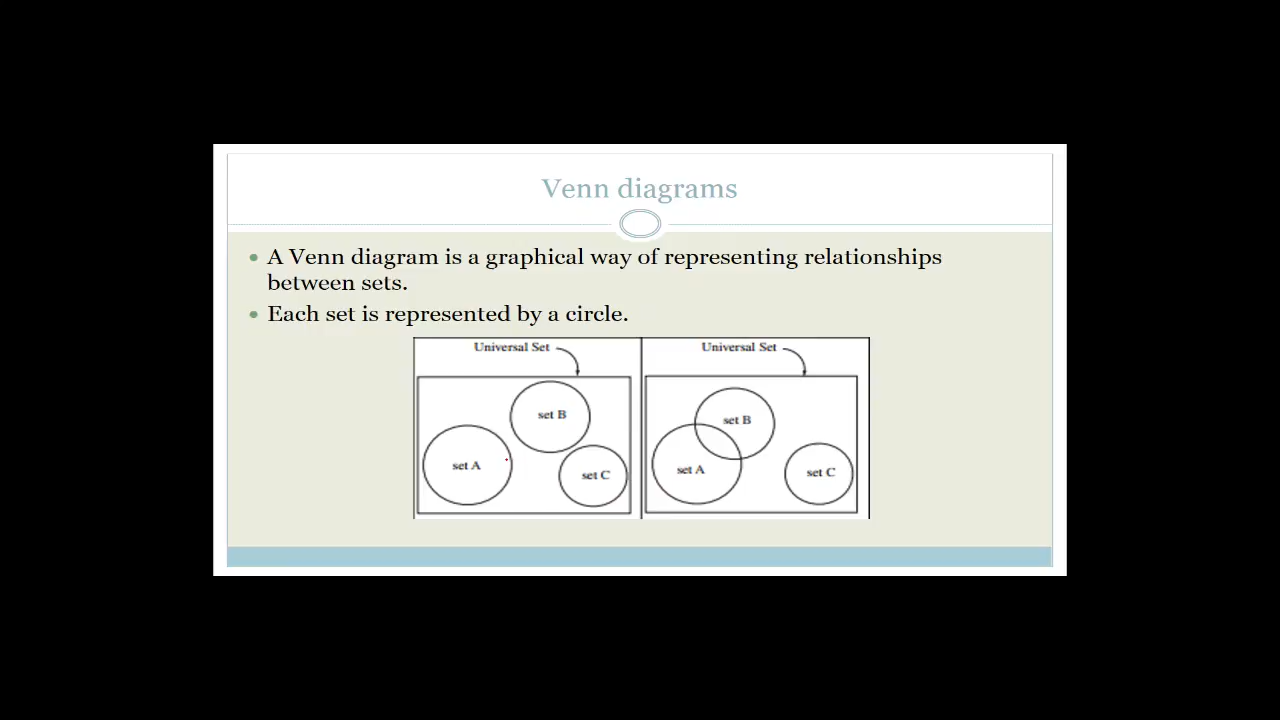 Venn diagrams
A Venn diagram is a graphical way of representing relationships
between sets.
Each set is represented by a circle.
Universal Set
set B
set A
set C
Universal Set
set B
set A
set C